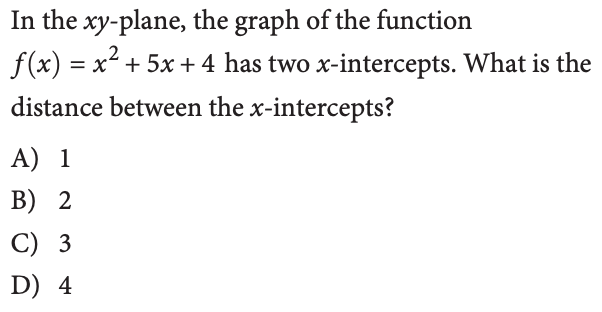 In the xy-plane, the graph of the function
f(x) = x² + 5x + 4 has two x-intercepts. What is the
distance between the x-intercepts?
A) 1
B) 2
C) 3
D) 4